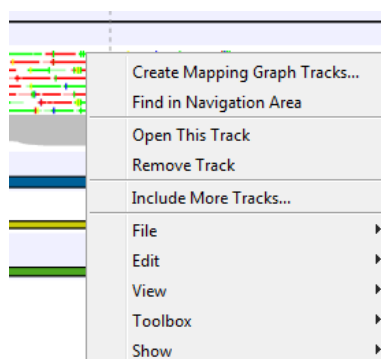 Create Mapping Graph Tracks...
Find in Navigation Area
Open This Track
Remove Track
Include More Tracks...
File
Edit
View
Toolbox
Show